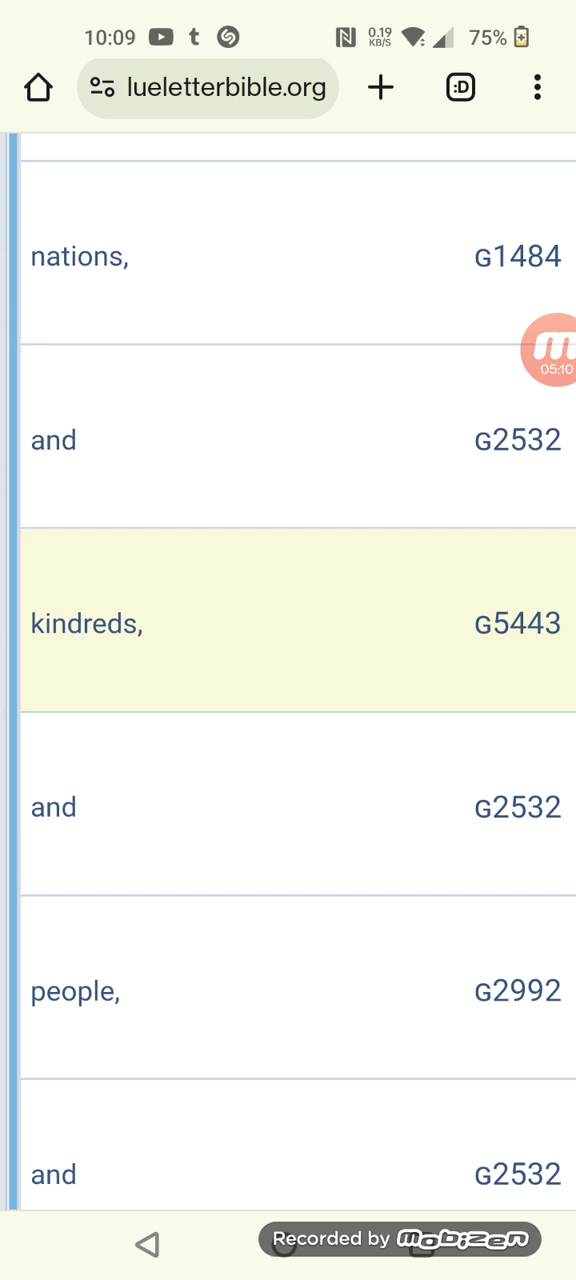 10:09 t 0.19 KB/S 75%
lueletterbible.org :D
nations, G1484
05:10
and G2532
kindreds, G5443
and G2532
people, G2992
and G2532
Recorded by mobizen